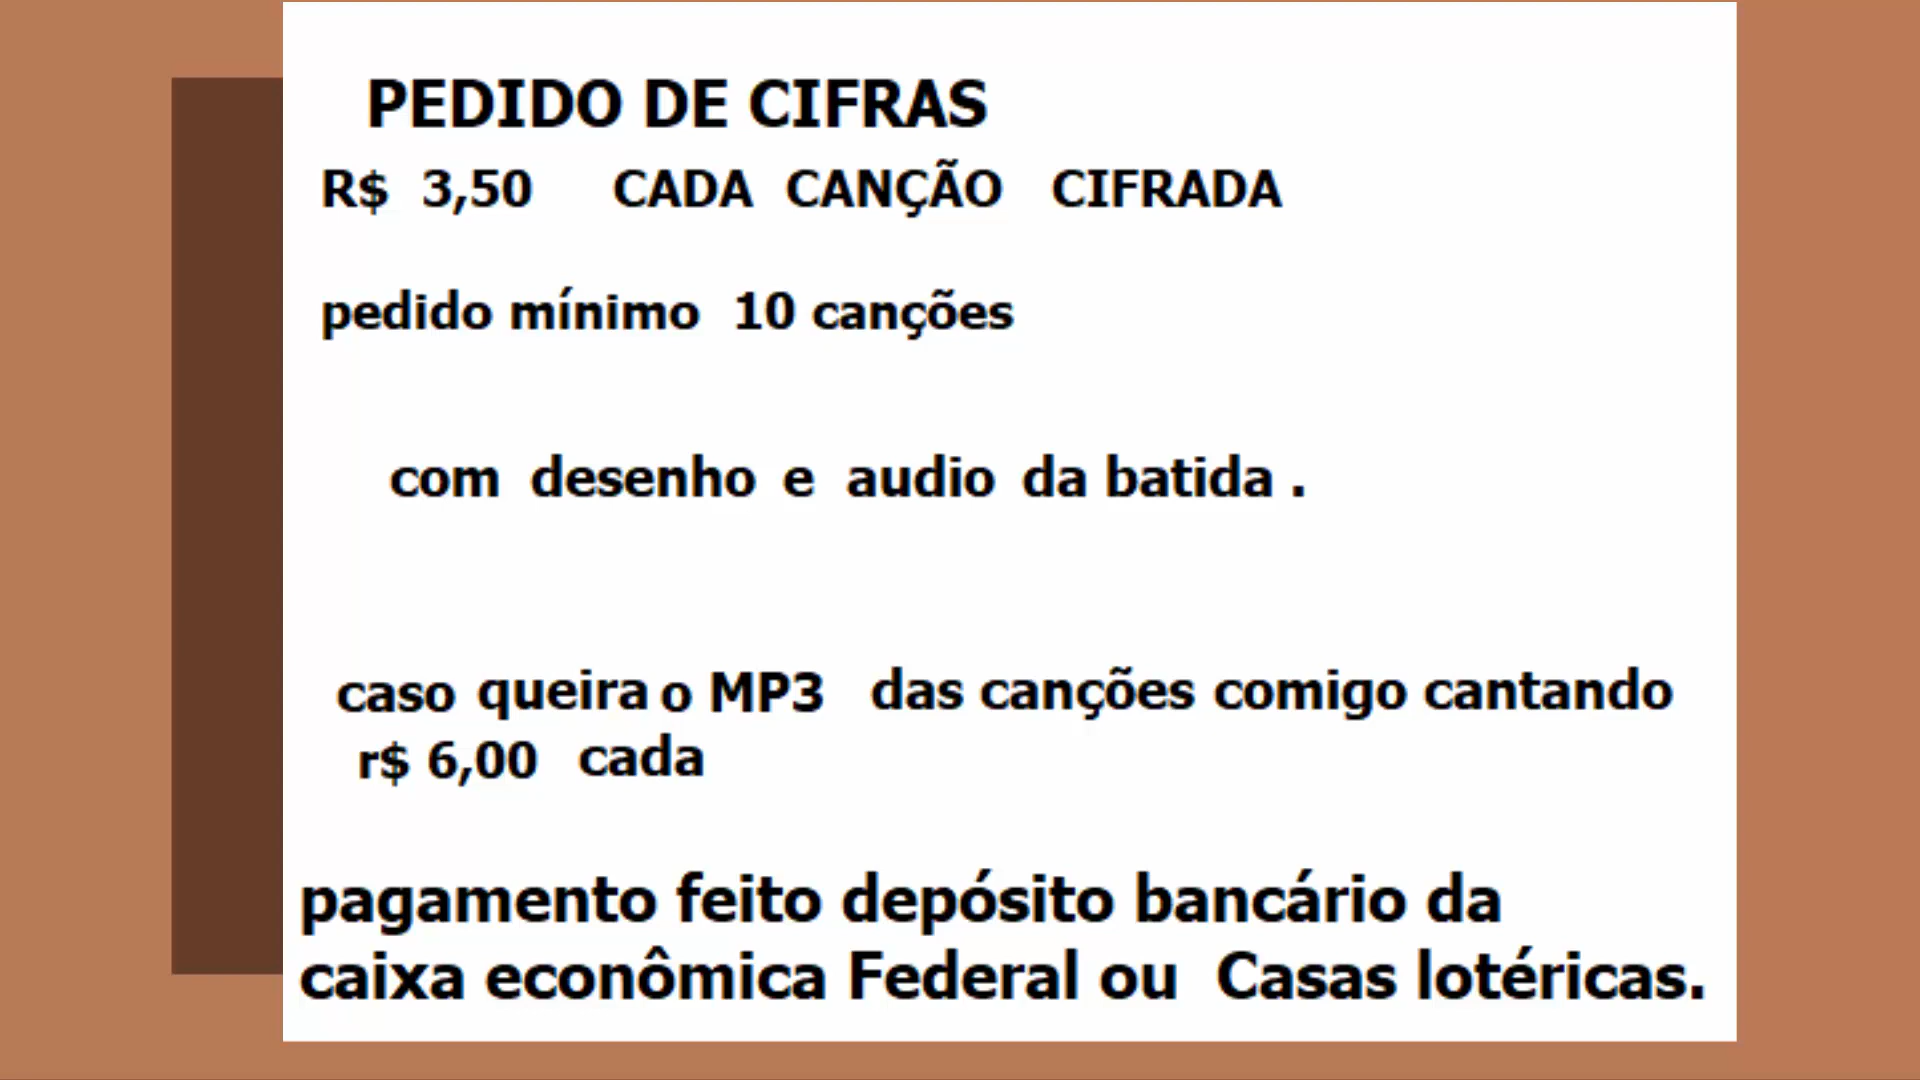 PEDIDO DE CIFRAS
R$ 3,50 CADA CANÇÃO CIFRADA
pedido mínimo 10 canções
com desenho e audio da batida .
caso queira o MP3 das canções comigo cantando
r$ 6,00 cada
pagamento feito depósito bancário da
caixa econômica Federal ou Casas lotéricas.